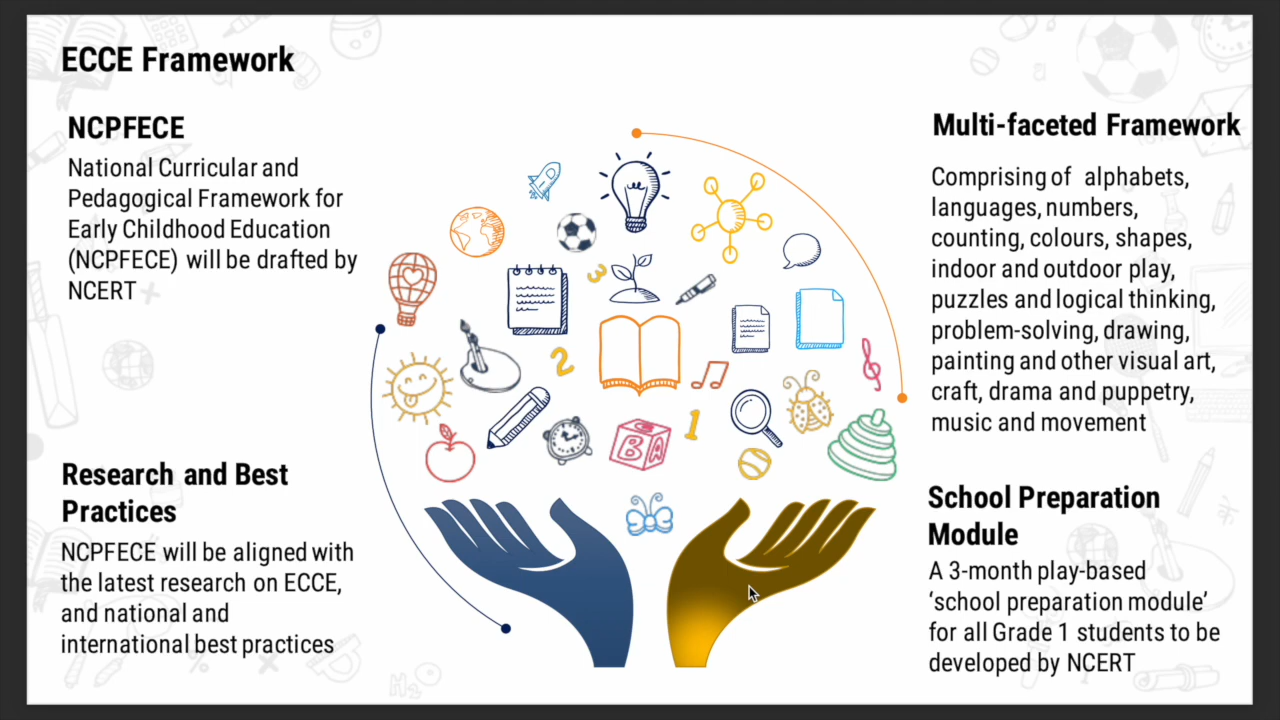 ECCE Framework
NCPFECE
National Curricular and
Pedagogical Framework for
Early Childhood Education
(NCPFECE) will be drafted by
NCERT
Research and Best
Practices
NCPFECE will be aligned with
the latest research on ECCE,
and national and
international best practices
3
2
1
B A
Multi-faceted Framework
Comprising of alphabets,
languages, numbers,
counting, colours, shapes,
indoor and outdoor play,
puzzles and logical thinking,
problem-solving, drawing,
painting and other visual art,
craft, drama and puppetry,
music and movement
School Preparation
Module
A 3-month play-based
‘school preparation module’
for all Grade 1 students to be
developed by NCERT
H2